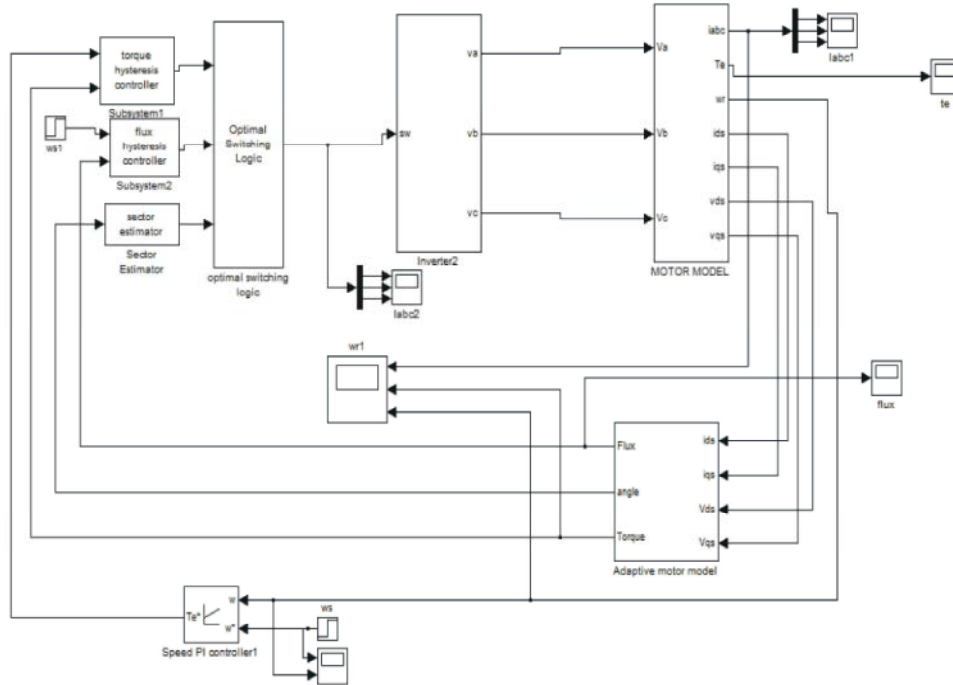 torque
hysteresis
controller
Subsystem1
ws1
flux
hysteresis
controller
Subsystem2
sector
estimator
Sector
Estimator
Optimal
Switching
Logic
optimal switching
logic
sw
va
vb
vc
Inverter2
Va
Vb
Vc
Iabc
Te
wr
ids
iqs
vds
vqs
MOTOR MODEL
Iabc1
te
Iabc2
wr1
flux
Flux
angle
Torque
ids
iqs
Vds
Vqs
Adaptive motor model
Te*
w
w*
Speed PI controller1
ws